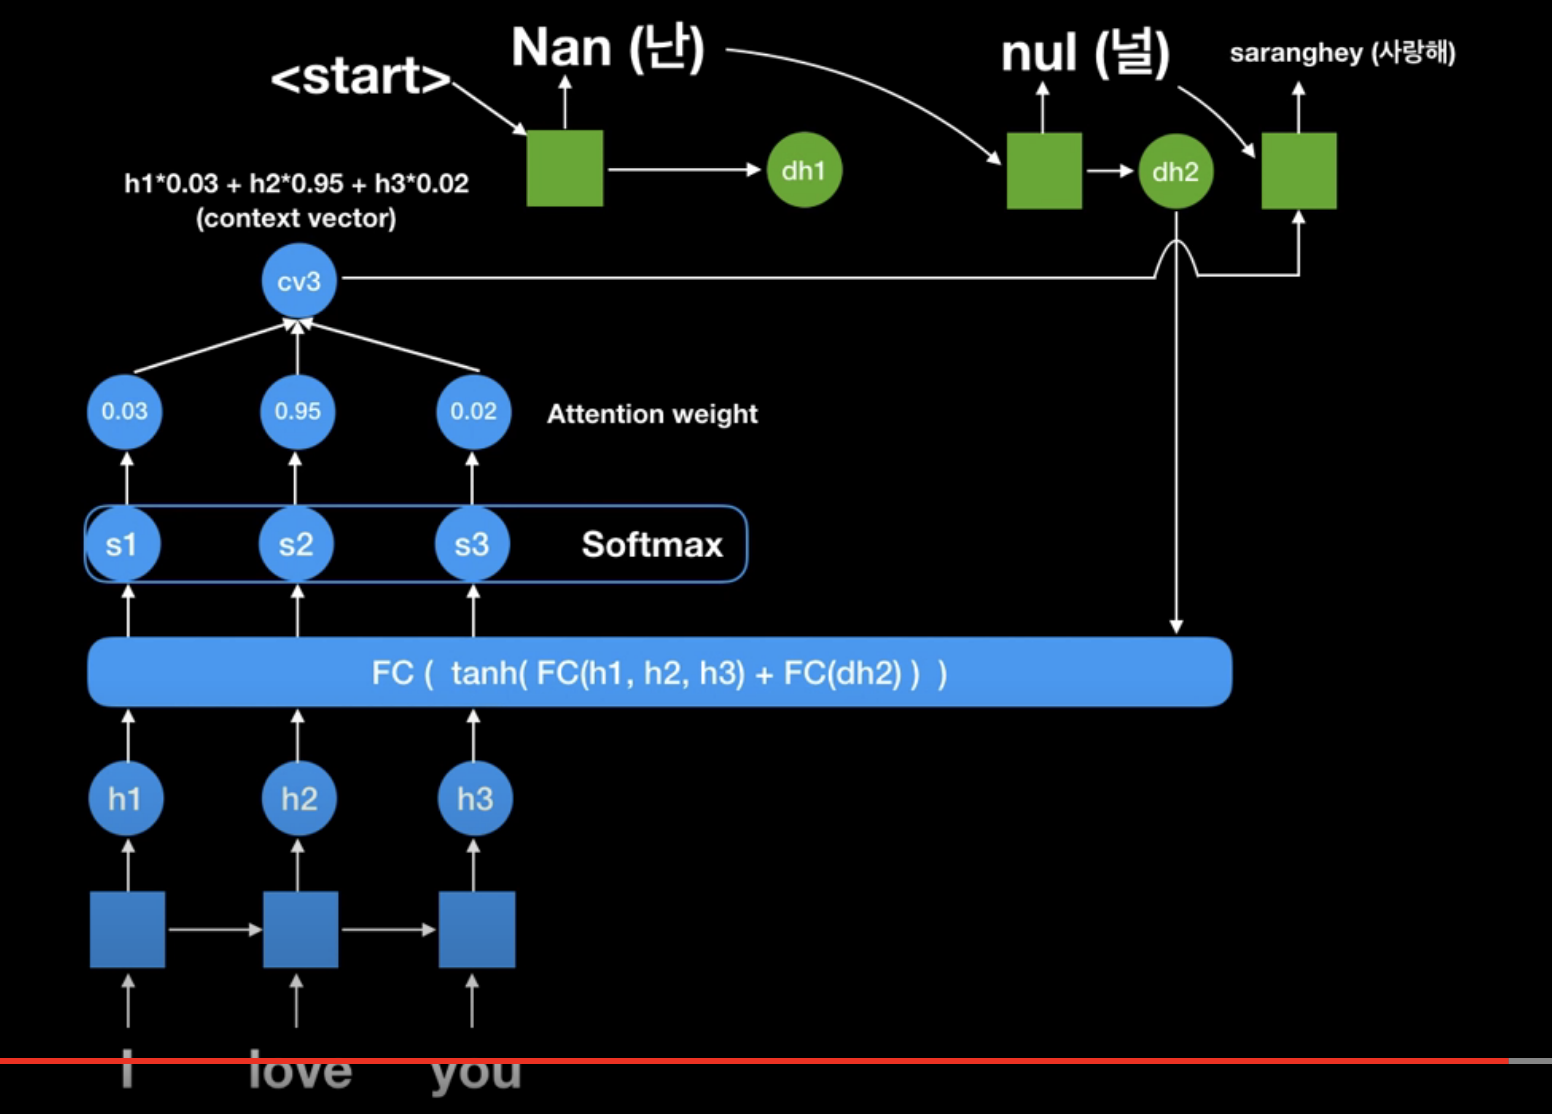 <start>
Nan (난)
nul (널)
saranghey (사랑해)
dh1
dh2
h1*0.03 + h2*0.95 + h3*0.02
(context vector)
cv3
0.03
0.95
0.02
Attention weight
s1
s2
s3
Softmax
FC ( tanh( FC(h1, h2, h3) + FC(dh2) ) )
h1
h2
h3
I
love
you